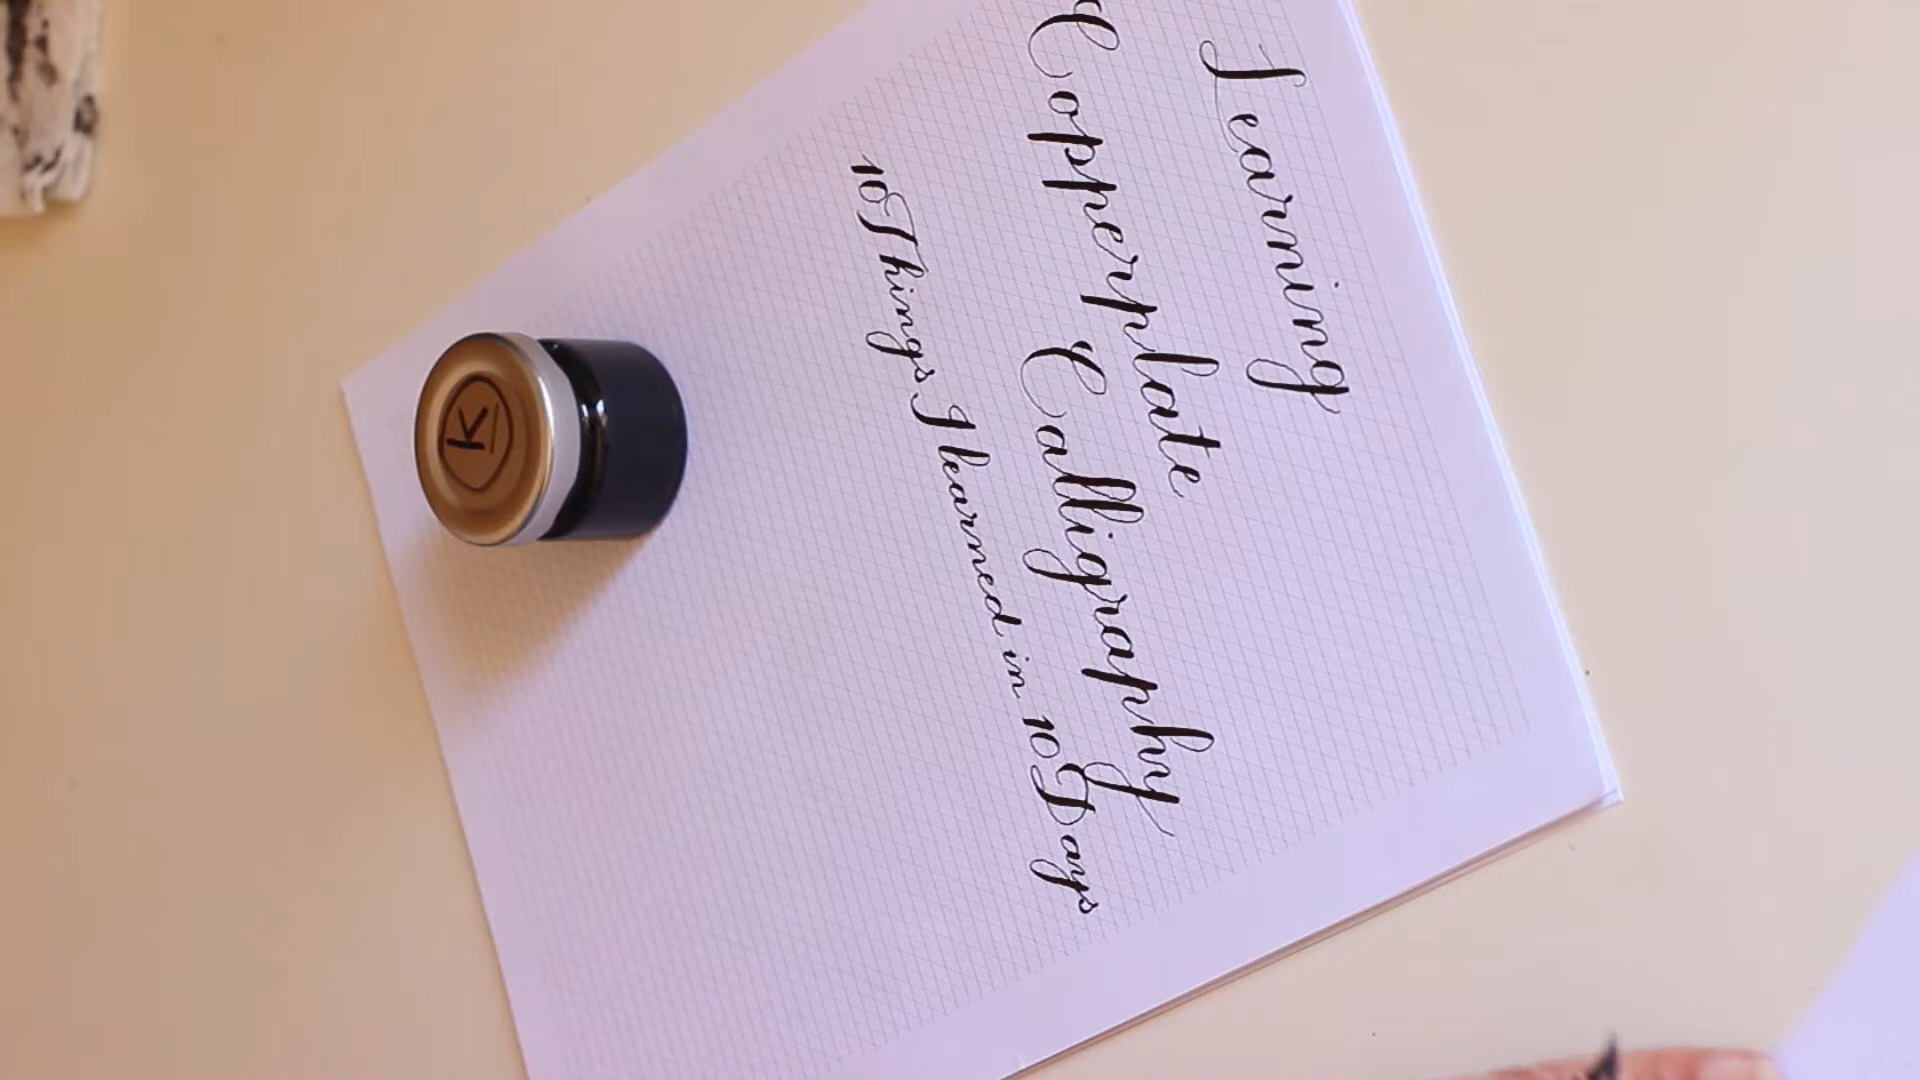 Learning
Copperplate
Calligraphy
10 Things I learned in 10 Days
K